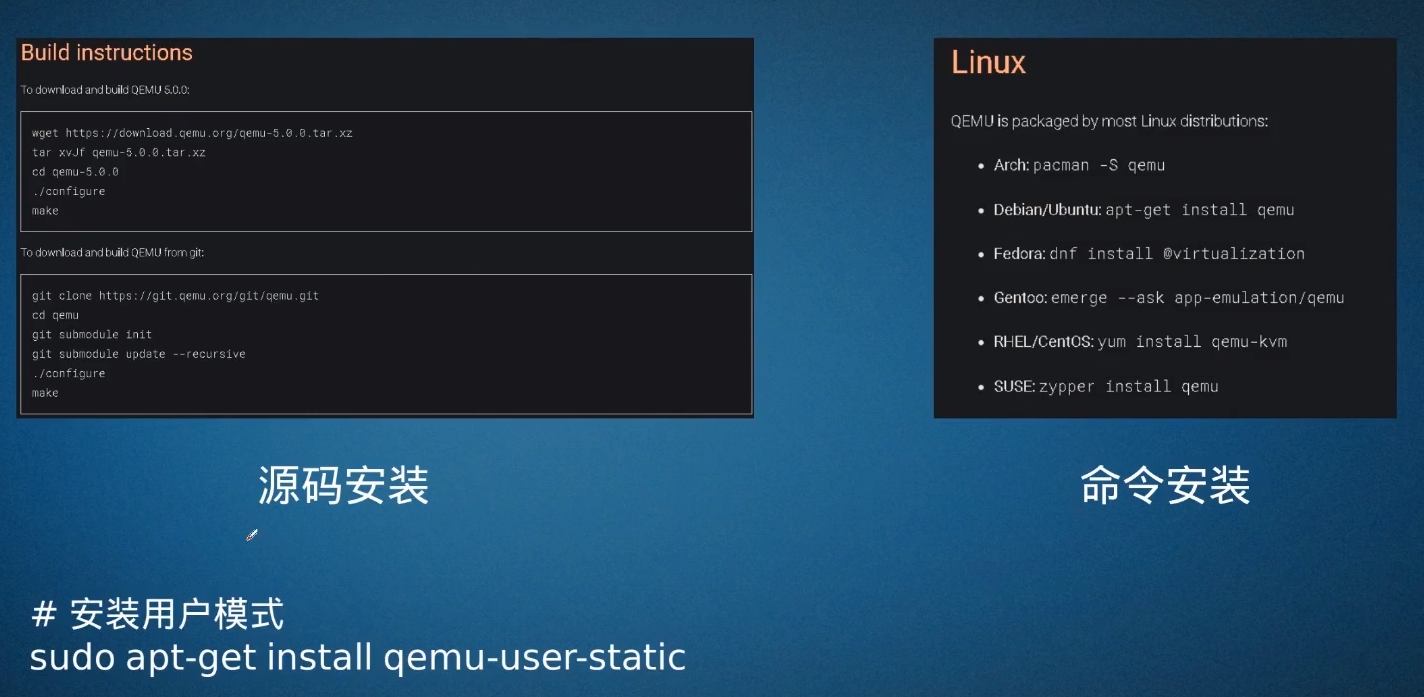 Build instructions
To download and build QEMU 5.0.0:
wget https://download.qemu.org/qemu-5.0.0.tar.xz
tar xvJf qemu-5.0.0.tar.xz
cd qemu-5.0.0
./configure
make
To download and build QEMU from git:
git clone https://git.qemu.org/git/qemu.git
cd qemu
git submodule init
git submodule update --recursive
./configure
make
源码安装
Linux
QEMU is packaged by most Linux distributions:
• Arch: pacman -S qemu
• Debian/Ubuntu: apt-get install qemu
• Fedora: dnf install @virtualization
• Gentoo: emerge --ask app-emulation/qemu
• RHEL/CentOS: yum install qemu-kvm
• SUSE: zypper install qemu
命令安装
# 安装用户模式
sudo apt-get install qemu-user-static